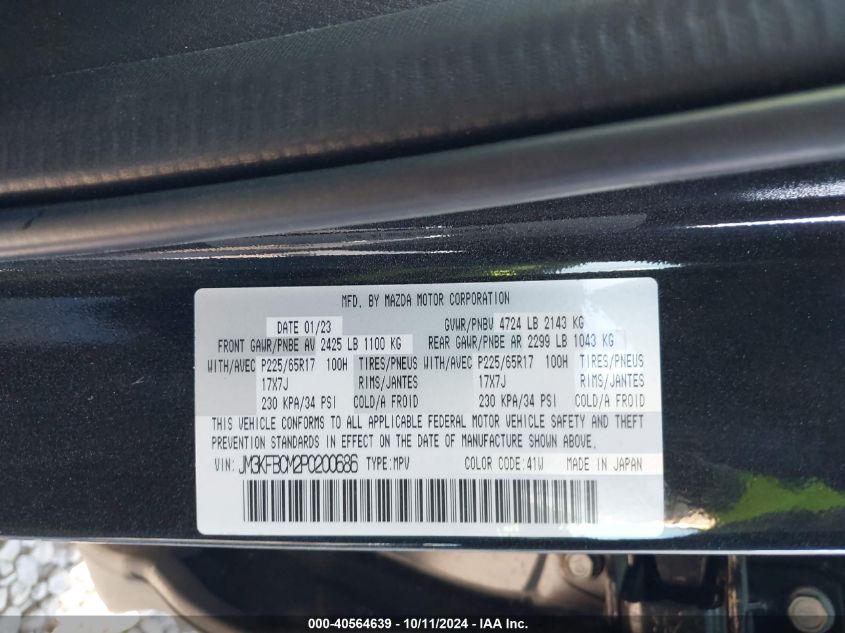 MFD. BY MAZDA MOTOR CORPORATION
DATE 01/23 GVWR/PNBV 4724 LB 2143 KG
FRONT GAWR/PNBE AV 2425 LB 1100 KG REAR GAWR/PNBE AR 2299 LB 1043 KG
WITH/AVEC P225/65R17 100H TIRES/PNEUS WITH/AVEC P225/65R17 100H TIRES/PNEUS
17X7J RIMS/JANTES 17X7J RIMS/JANTES
230 KPA/34 PSI COLD/A FROID 230 KPA/34 PSI COLD/A FROID
THIS VEHICLE CONFORMS TO ALL APPLICABLE FEDERAL MOTOR VEHICLE SAFETY AND THEFT
PREVENTION STANDARDS IN EFFECT ON THE DATE OF MANUFACTURE SHOWN ABOVE.
VIN: JM3KFBCM2P0200686 TYPE:MPV COLOR CODE:41W MADE IN JAPAN
000-40564639 - 10/11/2024 - IAA Inc.